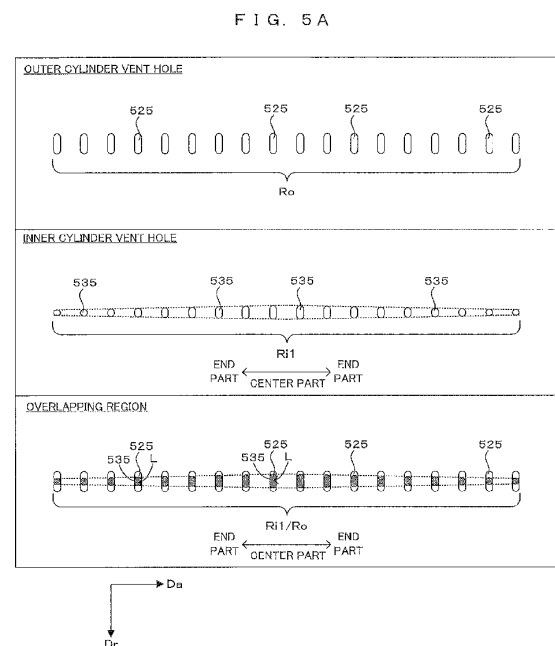 FIG. 5A
OUTER CYLINDER VENT HOLE
525 525 525 525
Ro
INNER CYLINDER VENT HOLE
535 535 535 535
Ri1
END PART CENTER PART END PART
OVERLAPPING REGION
525 525 525 525
535 L 535 L
Ri1/Ro
END PART CENTER PART END PART
Da
Dr